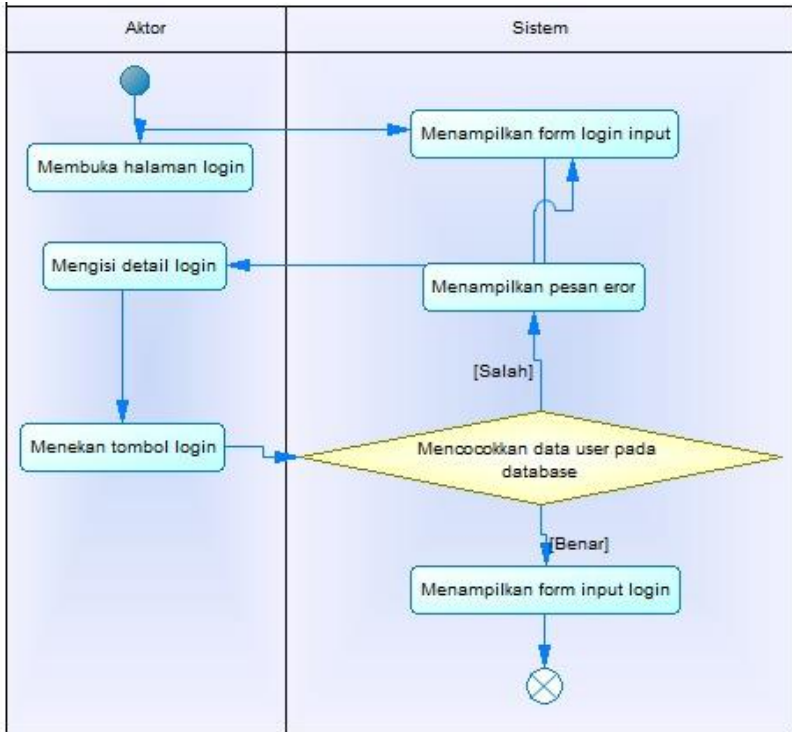 Aktor
Sistem
Menampilkan form login input
Membuka halaman login
Mengisi detail login
Menampilkan pesan eror
[Salah]
Menekan tombol login
Mencocokkan data user pada
database
[Benar]
Menampilkan form input login